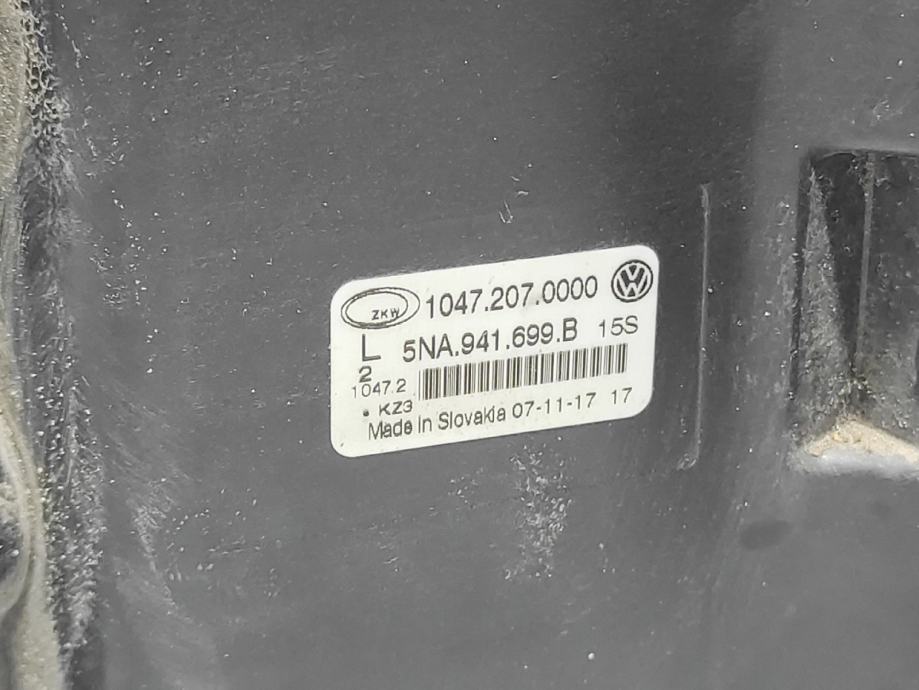 ZKW 1047.207.0000
L 5NA.941.699.B 15S
2
1047.2
• KZ3
Made In Slovakia 07-11-17 17